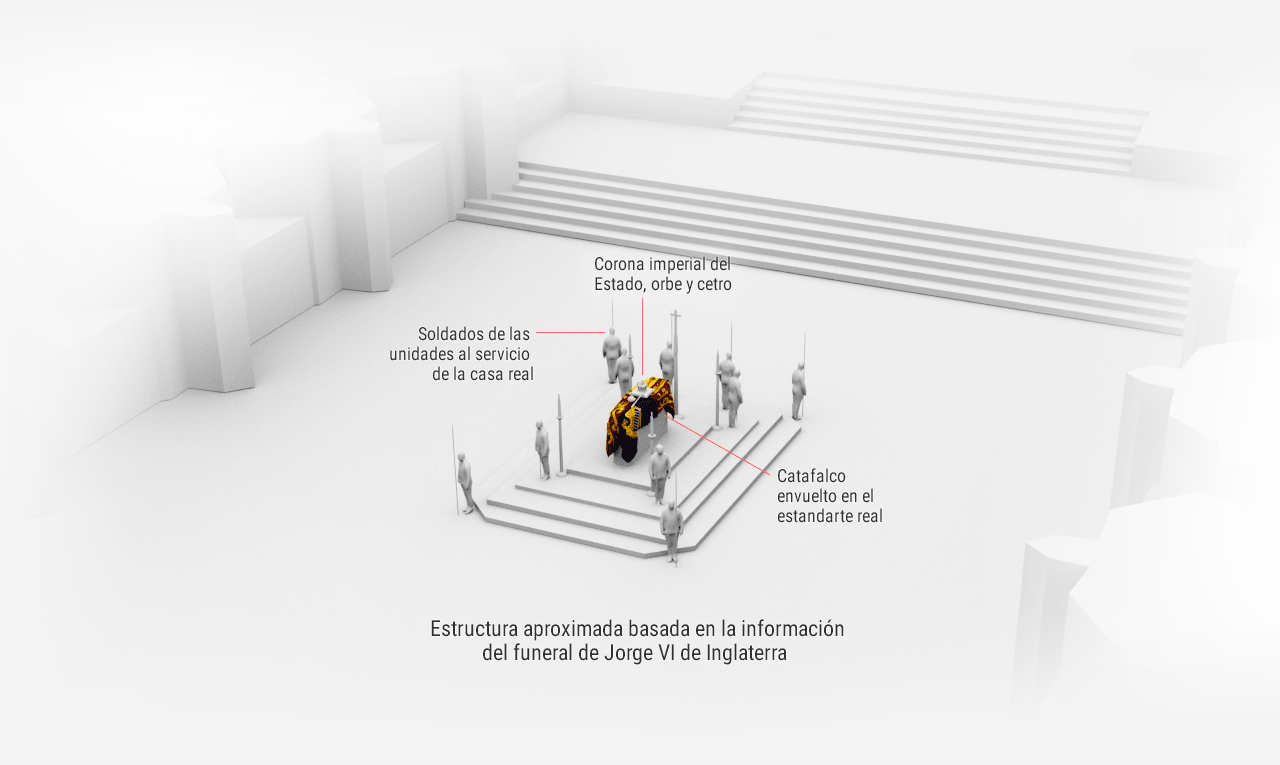 Corona imperial del
Estado, orbe y cetro
Soldados de las
unidades al servicio
de la casa real
Catafalco
envuelto en el
estandarte real
Estructura aproximada basada en la información
del funeral de Jorge VI de Inglaterra